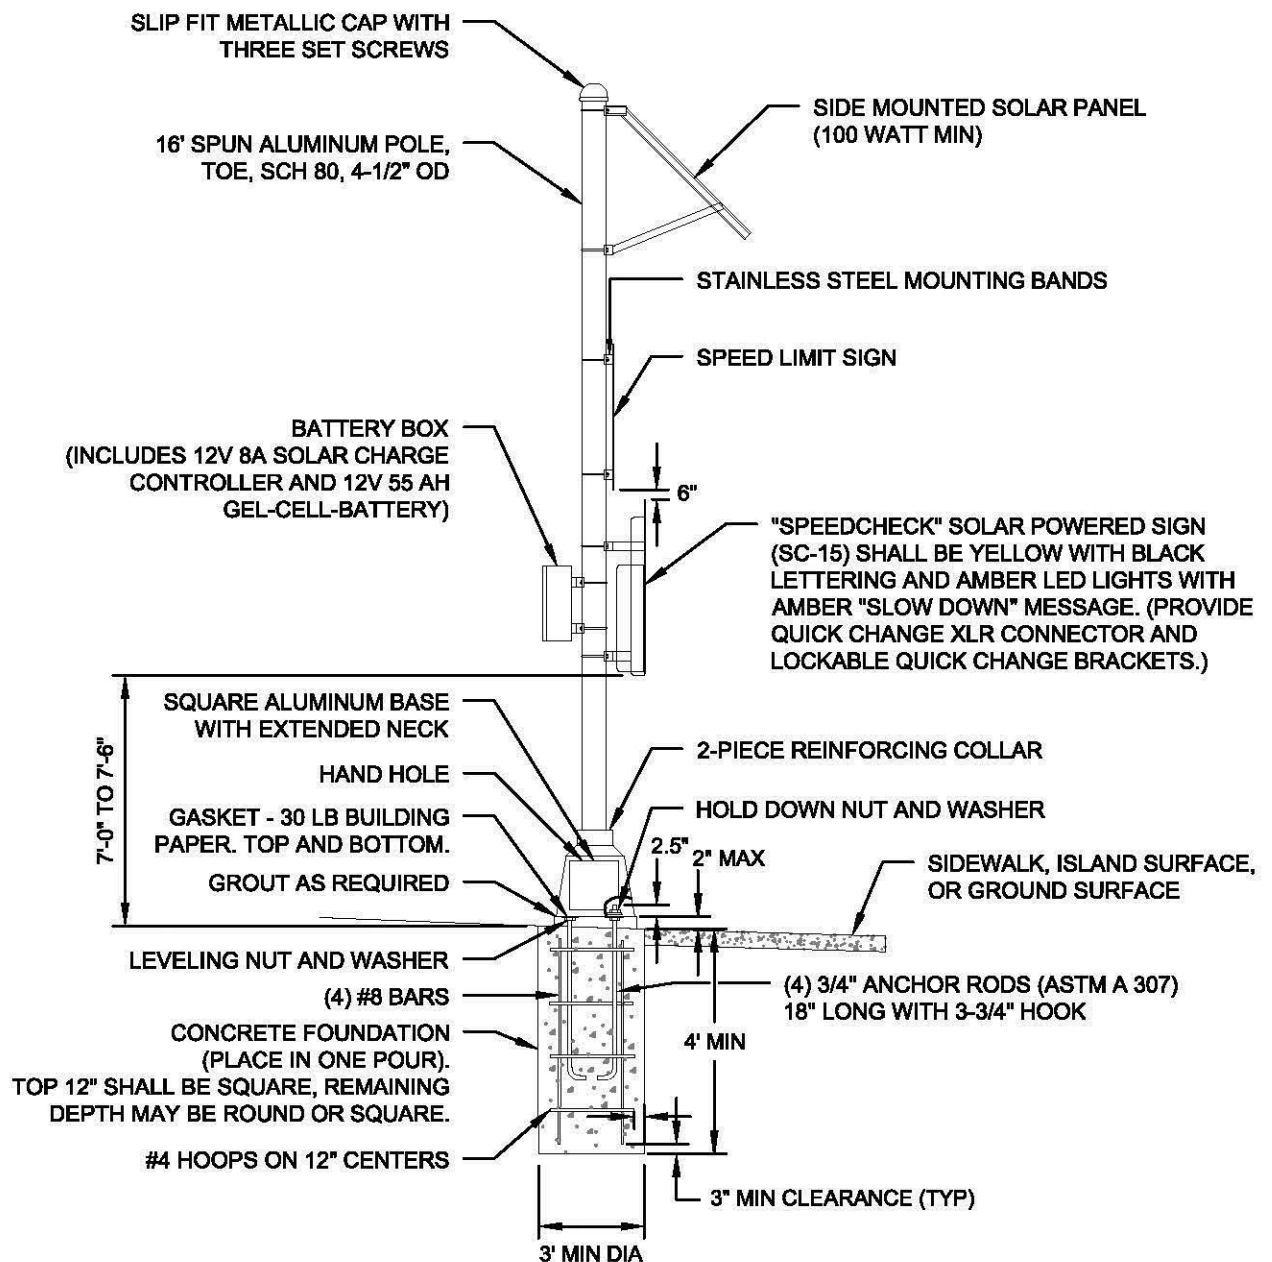 SLIP FIT METALLIC CAP WITH
THREE SET SCREWS
SIDE MOUNTED SOLAR PANEL
(100 WATT MIN)
16' SPUN ALUMINUM POLE,
TOE, SCH 80, 4-1/2" OD
STAINLESS STEEL MOUNTING BANDS
SPEED LIMIT SIGN
BATTERY BOX
(INCLUDES 12V 8A SOLAR CHARGE
CONTROLLER AND 12V 55 AH
GEL-CELL-BATTERY)
6"
"SPEEDCHECK" SOLAR POWERED SIGN
(SC-15) SHALL BE YELLOW WITH BLACK
LETTERING AND AMBER LED LIGHTS WITH
AMBER "SLOW DOWN" MESSAGE. (PROVIDE
QUICK CHANGE XLR CONNECTOR AND
LOCKABLE QUICK CHANGE BRACKETS.)
7'-0" TO 7'-6"
SQUARE ALUMINUM BASE
WITH EXTENDED NECK
2-PIECE REINFORCING COLLAR
HAND HOLE
HOLD DOWN NUT AND WASHER
GASKET - 30 LB BUILDING
PAPER. TOP AND BOTTOM.
2.5"
2" MAX
SIDEWALK, ISLAND SURFACE,
OR GROUND SURFACE
GROUT AS REQUIRED
LEVELING NUT AND WASHER
(4) #8 BARS
(4) 3/4" ANCHOR RODS (ASTM A 307)
18" LONG WITH 3-3/4" HOOK
CONCRETE FOUNDATION
(PLACE IN ONE POUR).
TOP 12" SHALL BE SQUARE, REMAINING
DEPTH MAY BE ROUND OR SQUARE.
4' MIN
#4 HOOPS ON 12" CENTERS
3" MIN CLEARANCE (TYP)
3' MIN DIA